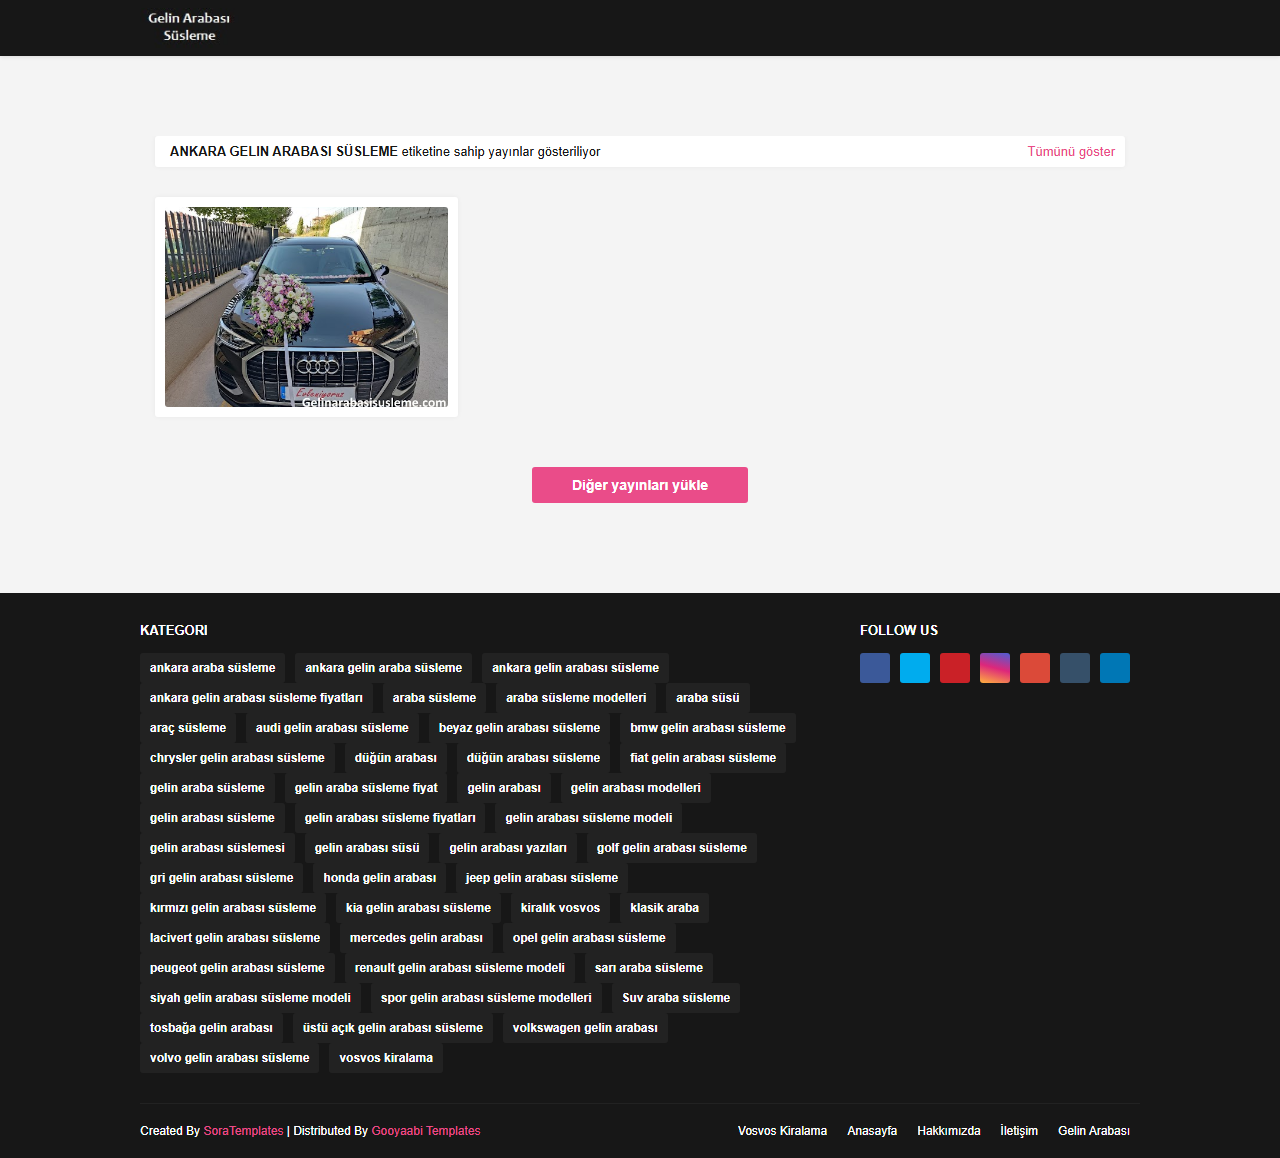 Gelin Arabası
Süsleme
ANKARA GELIN ARABASI SÜSLEME etiketine sahip yayınlar gösteriliyor
Tümünü göster
Evleniyoruz
Gelinarabasisusleme.com
Diğer yayınları yükle
KATEGORI
FOLLOW US
ankara araba süsleme ankara gelin araba süsleme ankara gelin arabası süsleme
ankara gelin arabası süsleme fiyatları araba süsleme araba süsleme modelleri araba süsü
araç süsleme audi gelin arabası süsleme beyaz gelin arabası süsleme bmw gelin arabası süsleme
chrysler gelin arabası süsleme düğün arabası düğün arabası süsleme fiat gelin arabası süsleme
gelin araba süsleme gelin araba süsleme fiyat gelin arabası gelin arabası modelleri
gelin arabası süsleme gelin arabası süsleme fiyatları gelin arabası süsleme modeli
gelin arabası süslemesi gelin arabası süsü gelin arabası yazıları golf gelin arabası süsleme
gri gelin arabası süsleme honda gelin arabası jeep gelin arabası süsleme
kırmızı gelin arabası süsleme kia gelin arabası süsleme kiralık vosvos klasik araba
lacivert gelin arabası süsleme mercedes gelin arabası opel gelin arabası süsleme
peugeot gelin arabası süsleme renault gelin arabası süsleme modeli sarı araba süsleme
siyah gelin arabası süsleme modeli spor gelin arabası süsleme modelleri Suv araba süsleme
tosbağa gelin arabası üstü açık gelin arabası süsleme volkswagen gelin arabası
volvo gelin arabası süsleme vosvos kiralama
Created By SoraTemplates | Distributed By Gooyaabi Templates
Vosvos Kiralama Anasayfa Hakkımızda İletişim Gelin Arabası